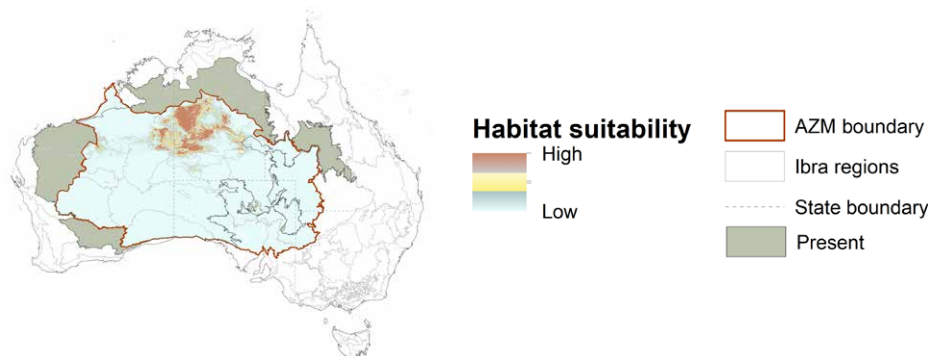 Habitat suitability
High
Low
AZM boundary
Ibra regions
State boundary
Present